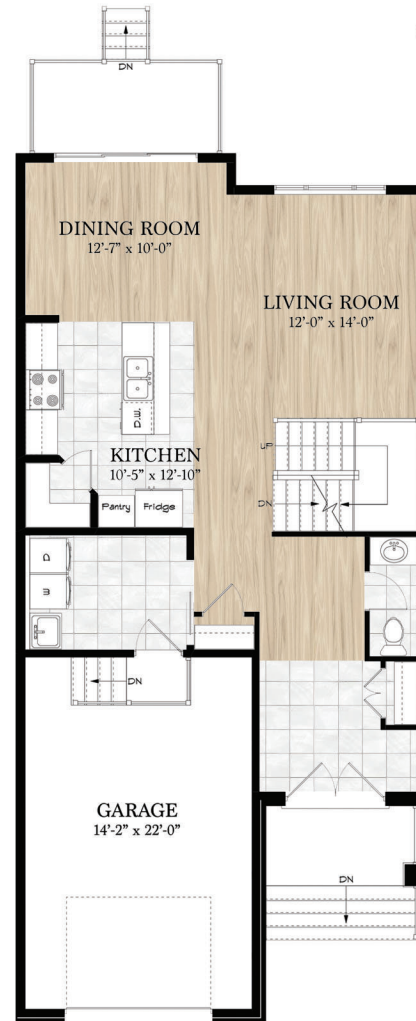 DN
DINING ROOM
12'-7" x 10'-0"
LIVING ROOM
12'-0" x 14'-0"
D.W.
KITCHEN
10'-5" x 12'-10"
UP
DN
Pantry
Fridge
D
W
DN
GARAGE
14'-2" x 22'-0"
DN